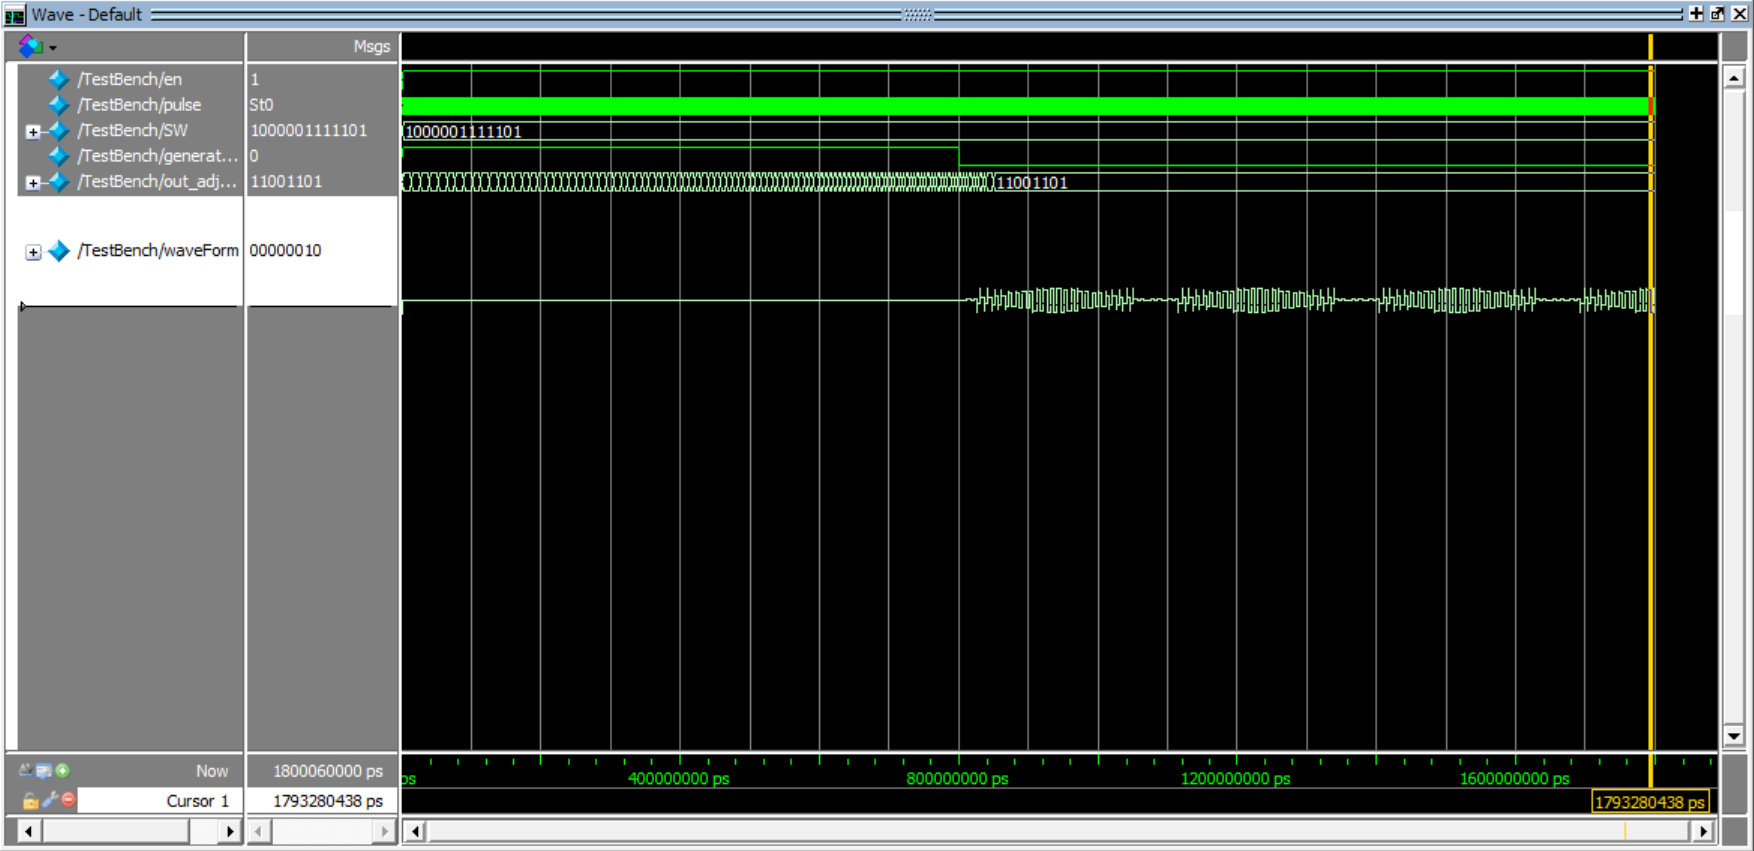 Wave - Default
Msgs
/TestBench/en 1
/TestBench/pulse St0
/TestBench/SW 1000001111101 1000001111101
/TestBench/generat... 0
/TestBench/out_adj... 11001101 11001101
/TestBench/waveForm 00000010
Now 1800060000 ps ps 400000000 ps 800000000 ps 1200000000 ps 1600000000 ps
Cursor 1 1793280438 ps 1793280438 ps